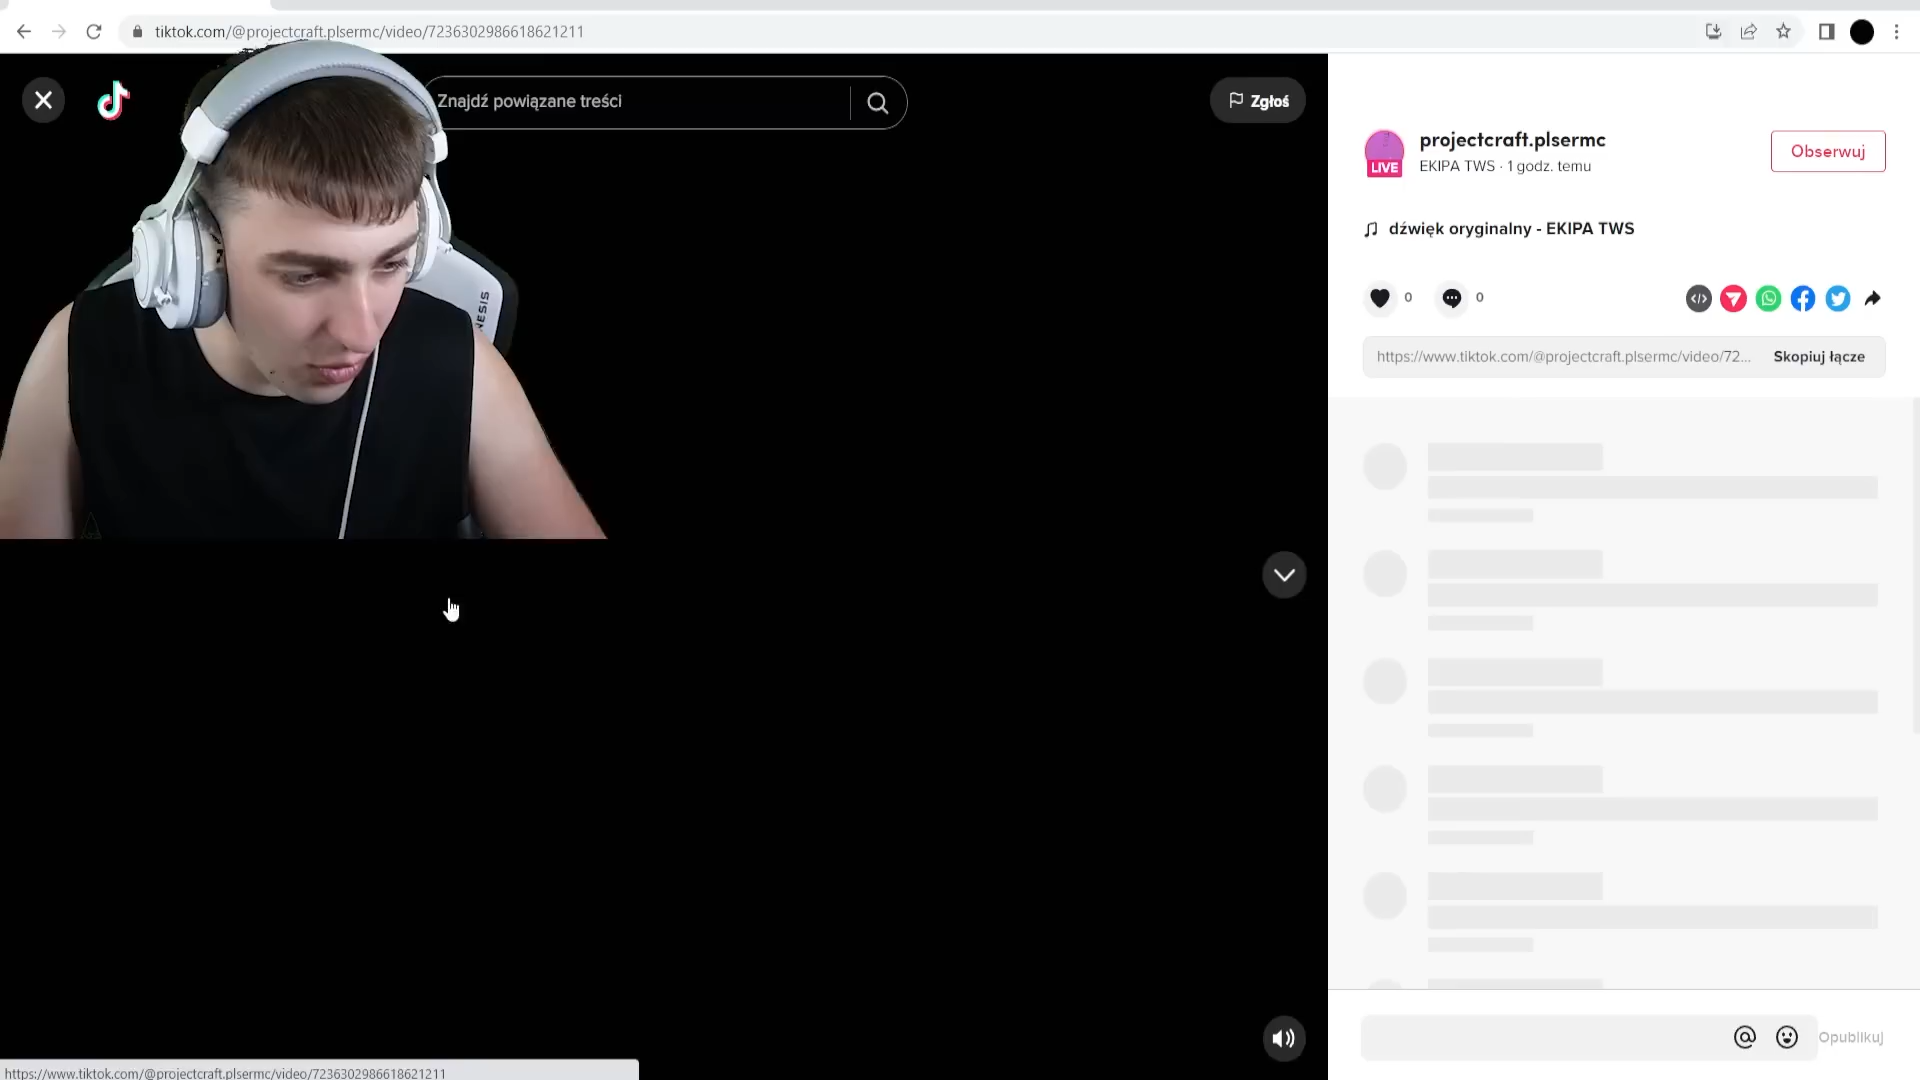 tiktok.com/@projectcraft.plsermc/video/7236302986618621211
Znajdź powiązane treści
Zgłoś
projectcraft.plsermc
LIVE
EKIPA TWS · 1 godz. temu
Obserwuj
dźwięk oryginalny - EKIPA TWS
0
0
https://www.tiktok.com/@projectcraft.plsermc/video/72...
Skopiuj łącze
Opublikuj
https://www.tiktok.com/@projectcraft.plsermc/video/7236302986618621211